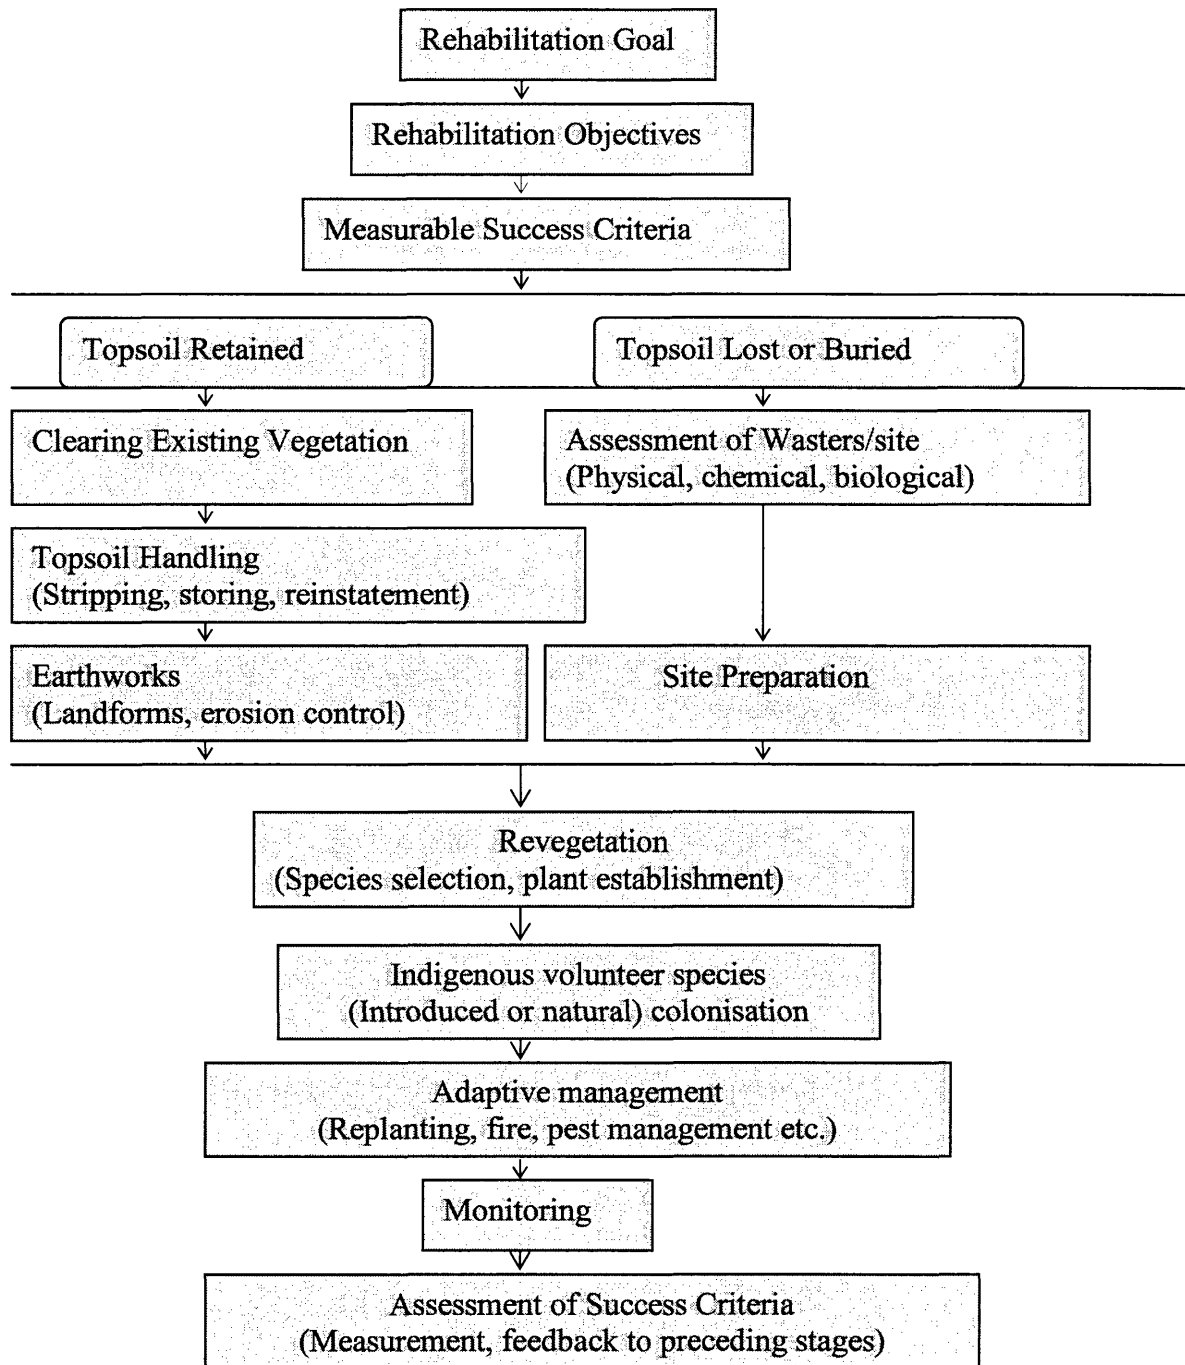 Rehabilitation Goal
Rehabilitation Objectives
Measurable Success Criteria
Topsoil Retained
Topsoil Lost or Buried
Clearing Existing Vegetation
Assessment of Wasters/site
(Physical, chemical, biological)
Topsoil Handling
(Stripping, storing, reinstatement)
Earthworks
(Landforms, erosion control)
Site Preparation
Revegetation
(Species selection, plant establishment)
Indigenous volunteer species
(Introduced or natural) colonisation
Adaptive management
(Replanting, fire, pest management etc.)
Monitoring
Assessment of Success Criteria
(Measurement, feedback to preceding stages)